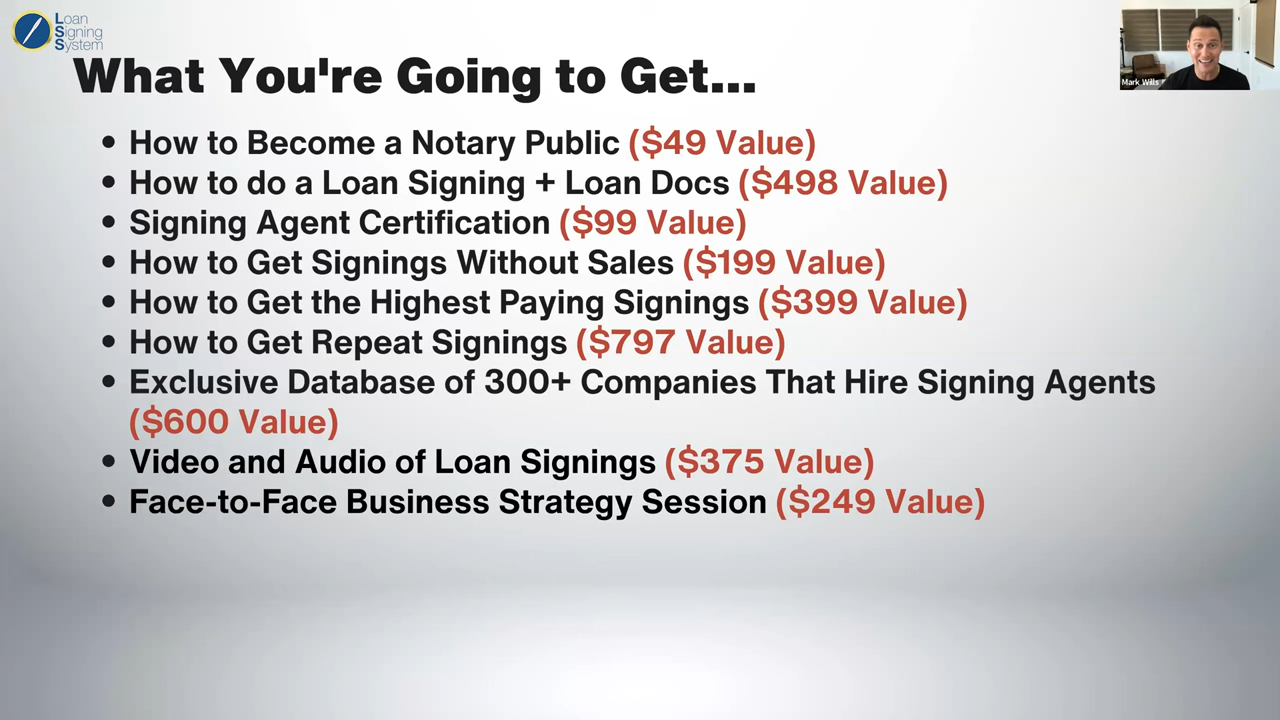 Loan
Signing
System
What You're Going to Get...
Mark Wills
• How to Become a Notary Public ($49 Value)
• How to do a Loan Signing + Loan Docs ($498 Value)
• Signing Agent Certification ($99 Value)
• How to Get Signings Without Sales ($199 Value)
• How to Get the Highest Paying Signings ($399 Value)
• How to Get Repeat Signings ($797 Value)
• Exclusive Database of 300+ Companies That Hire Signing Agents
($600 Value)
• Video and Audio of Loan Signings ($375 Value)
• Face-to-Face Business Strategy Session ($249 Value)